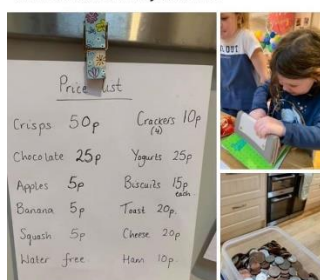 Price List
Crisps 50p
Chocolate 25p
Apples 5p
Banana 5p
Squash 5p
Water free
Crackers 10p
(4)
Yogurts 25p
Biscuits 15p
each
Toast 20p.
Cheese 20p
Ham 10p.